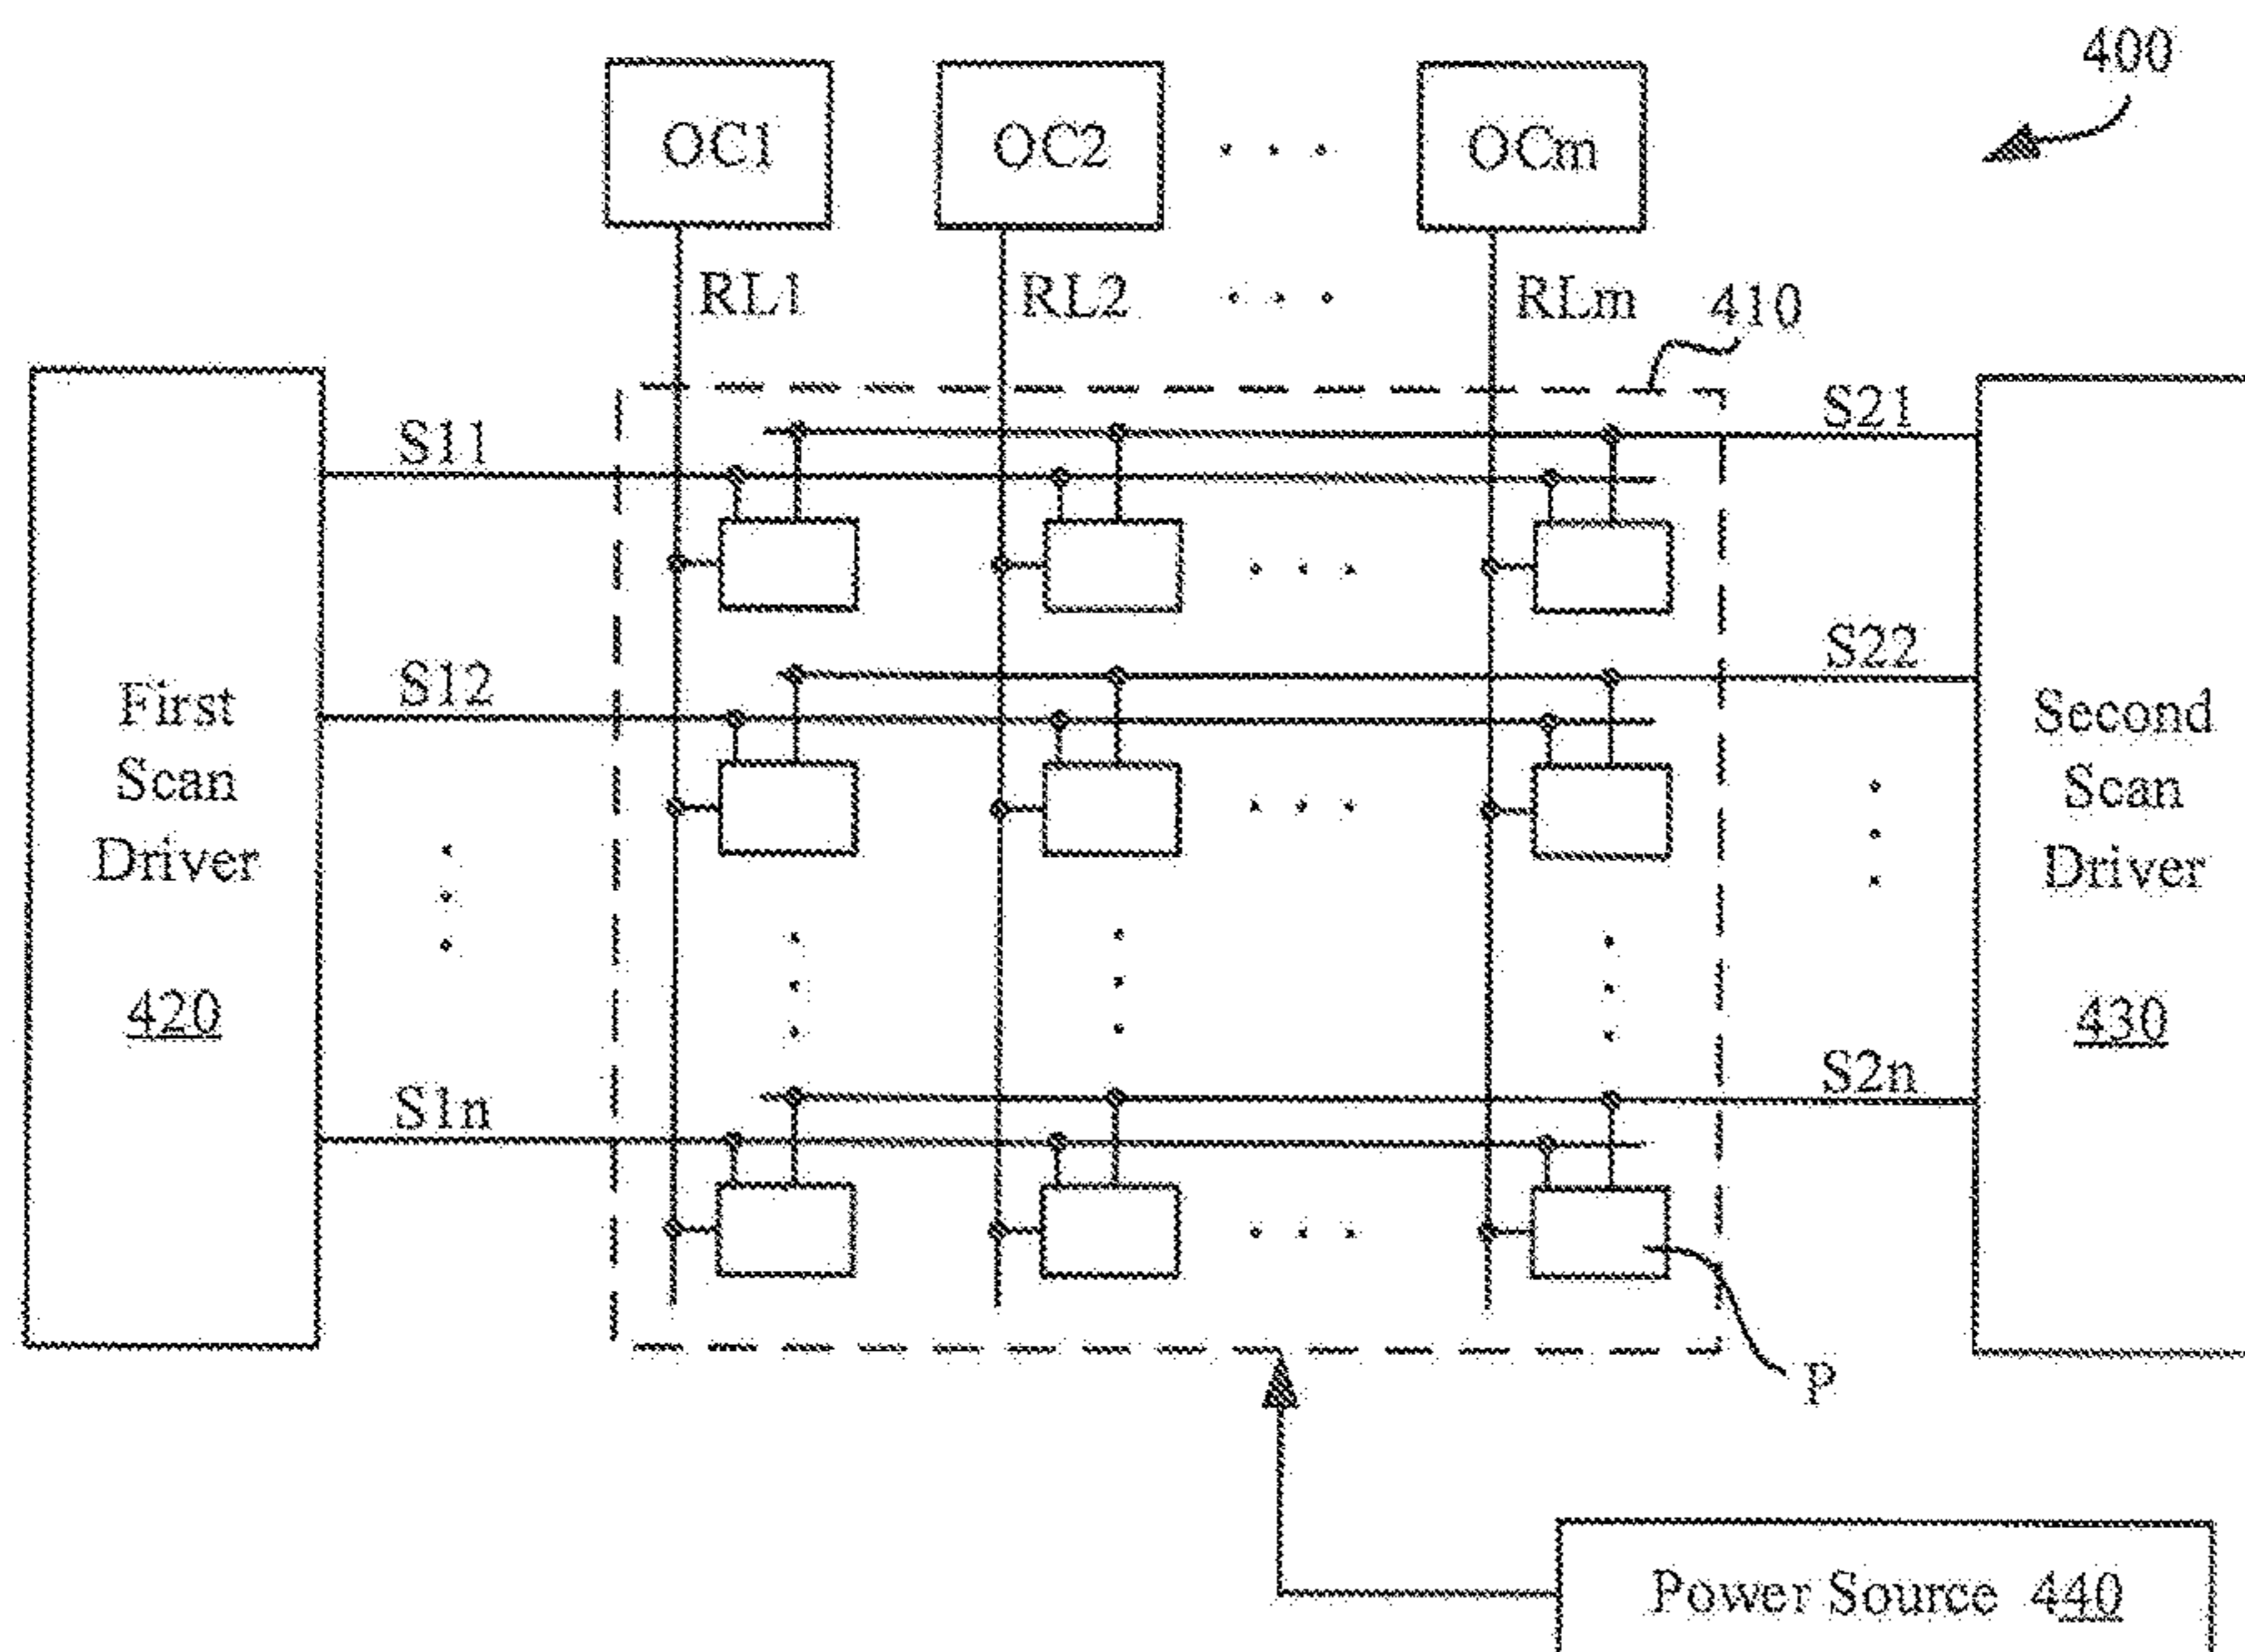 400
OC1 OC2 . . . OCm
RL1 RL2 . . . RLm
410
S11
S21
S12
S22
First
Scan
Driver
420
Second
Scan
Driver
430
S1n
S2n
P
Power Source 440